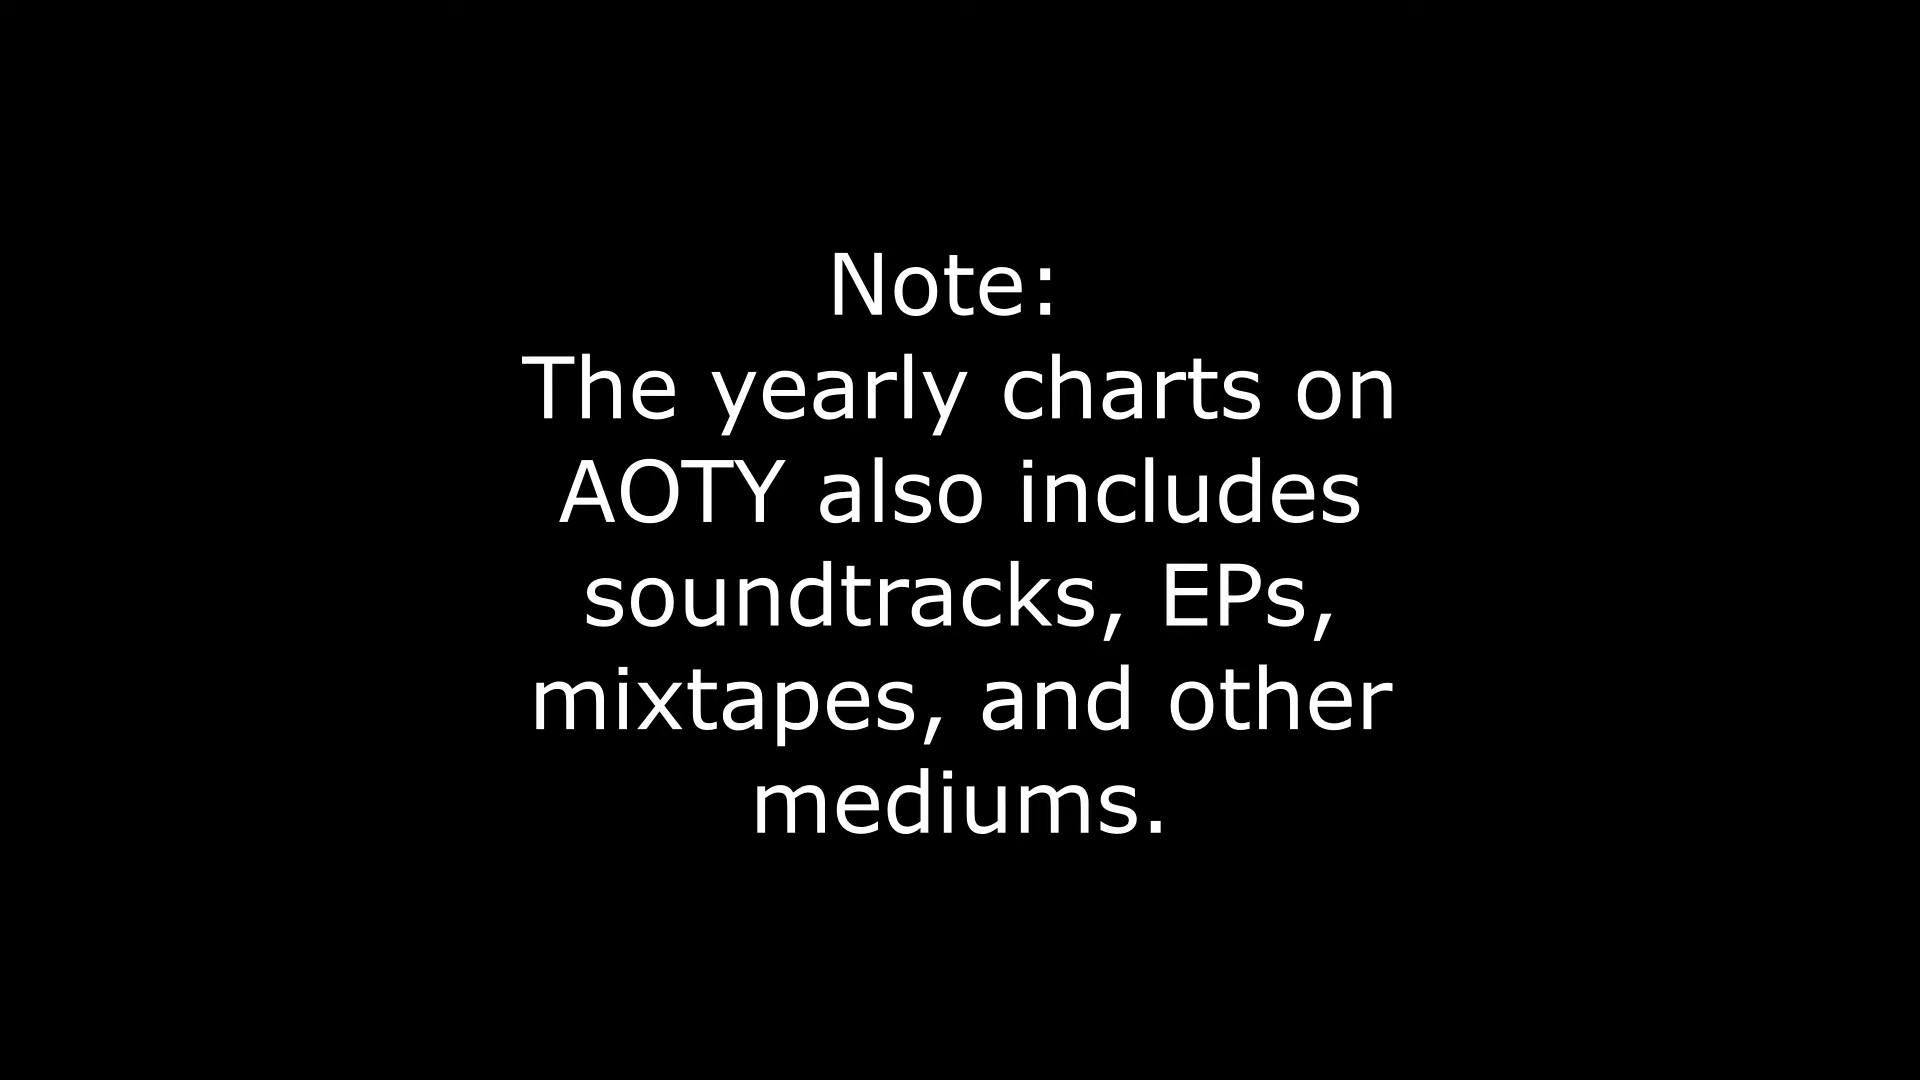 Note:
The yearly charts on
AOTY also includes
soundtracks, EPs,
mixtapes, and other
mediums.